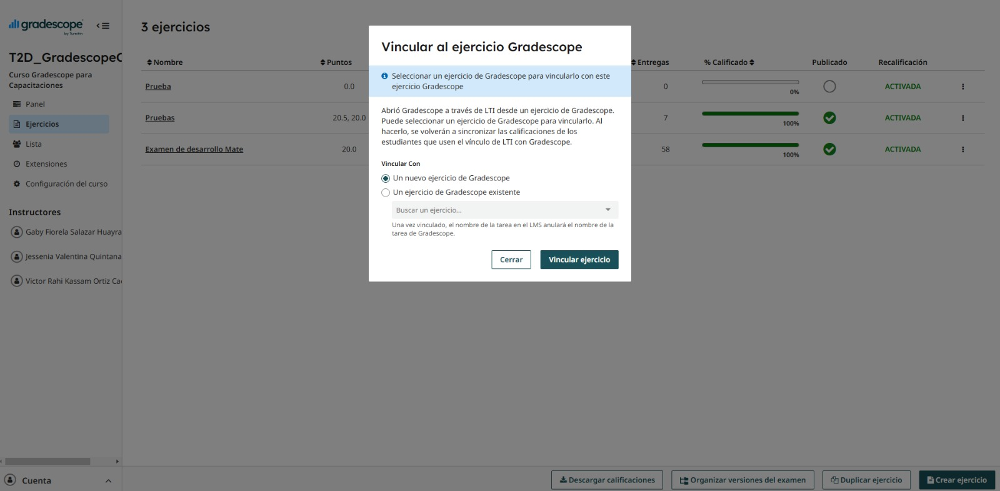 gradescope
by Turnitin
T2D_GradescopeC
Curso Gradescope para
Capacitaciones
Panel
Ejercicios
Lista
Extensiones
Configuración del curso
Instructores
Gaby Fiorela Salazar Huayra
Jessenia Valentina Quintana
Victor Rahi Kassam Ortiz Ca
Cuenta
3 ejercicios
Nombre Puntos Entregas % Calificado Publicado Recalificación
Prueba 0.0 0 0% ACTIVADA
Pruebas 20.5, 20.0 7 100% ACTIVADA
Examen de desarrollo Mate 20.0 58 100% ACTIVADA
Vincular al ejercicio Gradescope
Seleccionar un ejercicio de Gradescope para vincularlo con este
ejercicio Gradescope
Abrió Gradescope a través de LTI desde un ejercicio de Gradescope.
Puede seleccionar un ejercicio de Gradescope para vincularlo. Al
hacerlo, se volverán a sincronizar las calificaciones de los
estudiantes que usen el vínculo de LTI con Gradescope.
Vincular Con
Un nuevo ejercicio de Gradescope
Un ejercicio de Gradescope existente
Buscar un ejercicio...
Una vez vinculado, el nombre de la tarea en el LMS anulará el nombre de la
tarea de Gradescope.
Cerrar Vincular ejercicio
Descargar calificaciones Organizar versiones del examen Duplicar ejercicio Crear ejercicio